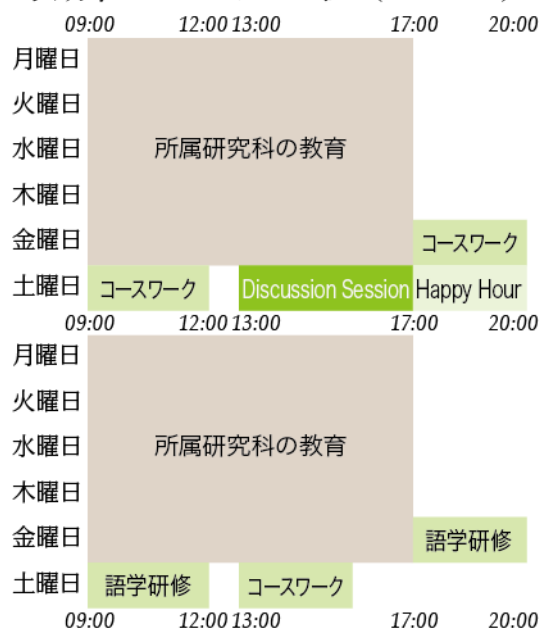 09:00 12:00 13:00 17:00 20:00
月曜日
火曜日
水曜日 所属研究科の教育
木曜日
金曜日 コースワーク
土曜日 コースワーク Discussion Session Happy Hour
09:00 12:00 13:00 17:00 20:00
月曜日
火曜日
水曜日 所属研究科の教育
木曜日
金曜日 語学研修
土曜日 語学研修 コースワーク
09:00 12:00 13:00 17:00 20:00